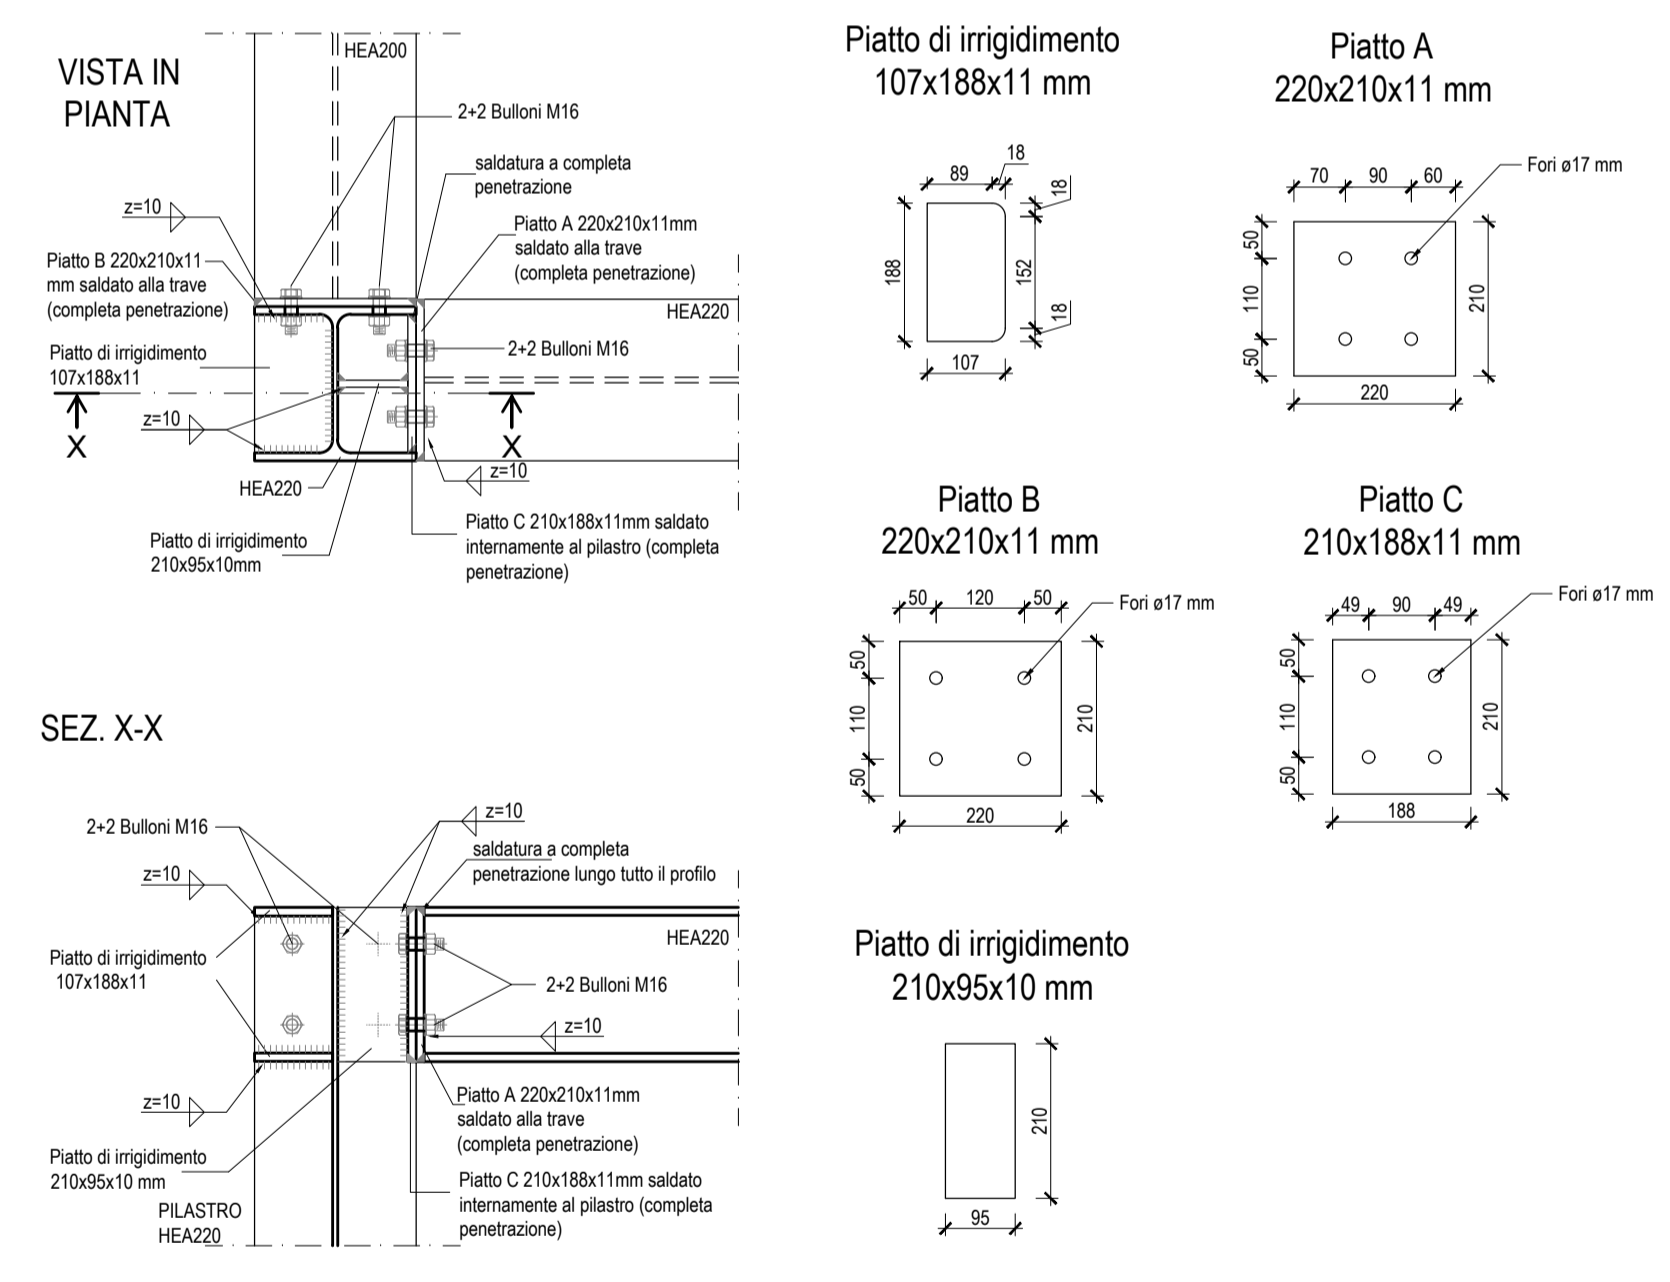 VISTA IN
PIANTA
HEA200
2+2 Bulloni M16
saldatura a completa
penetrazione
z=10
Piatto A 220x210x11mm
saldato alla trave
(completa penetrazione)
Piatto B 220x210x11
mm saldato alla trave
(completa penetrazione)
HEA220
2+2 Bulloni M16
Piatto di irrigidimento
107x188x11
z=10
X
X
z=10
HEA220
Piatto C 210x188x11mm saldato
internamente al pilastro (completa
penetrazione)
Piatto di irrigidimento
210x95x10mm
SEZ. X-X
2+2 Bulloni M16
z=10
saldatura a completa
penetrazione lungo tutto il profilo
z=10
HEA220
Piatto di irrigidimento
107x188x11
2+2 Bulloni M16
z=10
z=10
Piatto A 220x210x11mm
saldato alla trave
(completa penetrazione)
Piatto di irrigidimento
210x95x10 mm
Piatto C 210x188x11mm saldato
internamente al pilastro (completa
penetrazione)
PILASTRO
HEA220
Piatto di irrigidimento
107x188x11 mm
18
89
18
188
152
18
107
Piatto A
220x210x11 mm
Fori ø17 mm
70 90 60
50
110
50
210
220
Piatto B
220x210x11 mm
50 120 50
Fori ø17 mm
50
110
50
210
220
Piatto C
210x188x11 mm
49 90 49
Fori ø17 mm
50
110
50
210
188
Piatto di irrigidimento
210x95x10 mm
210
95